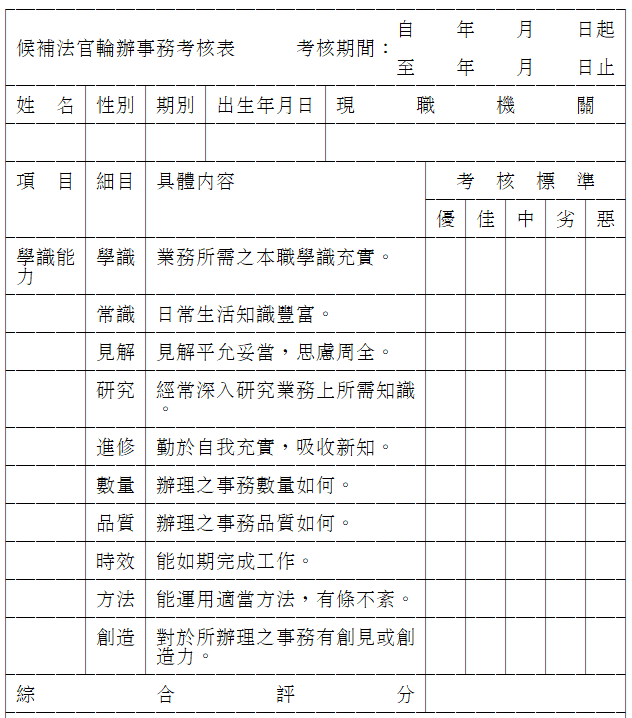 自　　年　　月　　日起
候補法官輪辦事務考核表　　　考核期間：
至　　年　　月　　日止
姓　名　性別　期別　出生年月日　現　　　職　　　機　　　關
項　目　細目　具體内容　考　核　標　準
優　佳　中　劣　惡
學識能　學識　業務所需之本職學識充實。
力
常識　日常生活知識豐富。
見解　見解平允妥當，思慮周全。
研究　經常深入研究業務上所需知識
。
進修　勤於自我充實，吸收新知。
數量　辦理之事務數量如何。
品質　辦理之事務品質如何。
時效　能如期完成工作。
方法　能運用適當方法，有條不紊。
創造　對於所辦理之事務有創見或創
造力。
綜　　　　　合　　　　　評　　　　　分